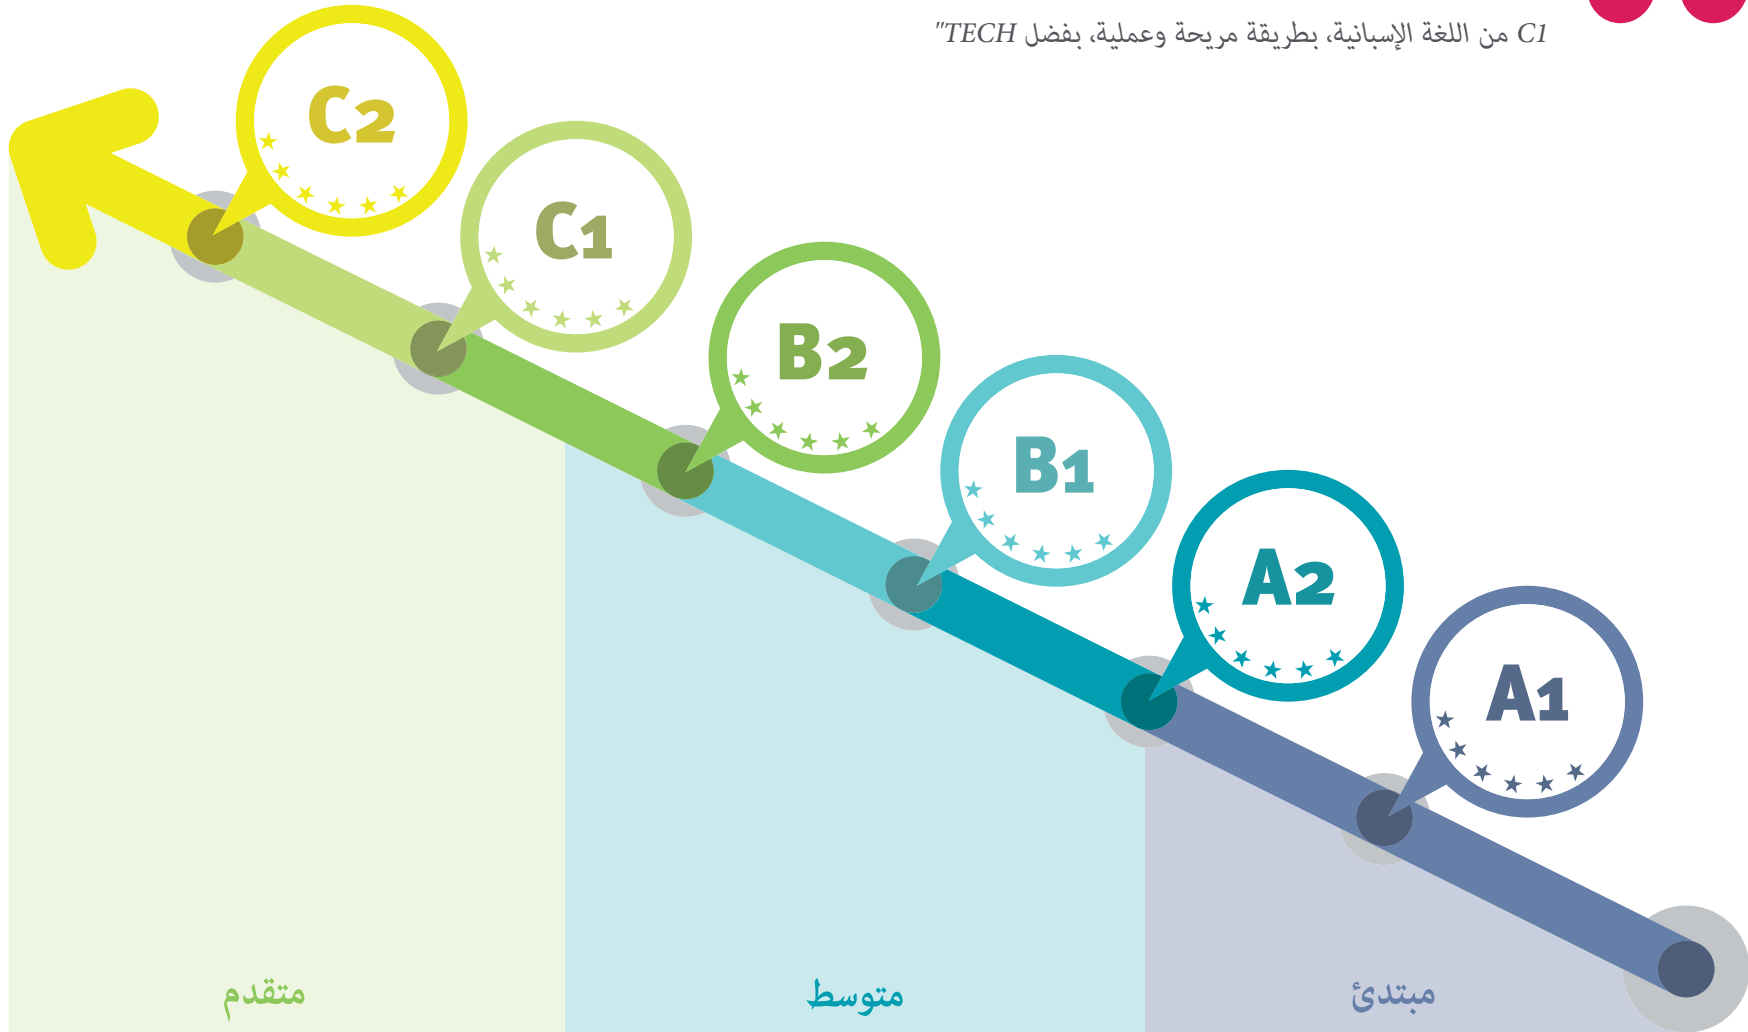 C1 من اللغة الإسبانية، بطريقة مريحة وعملية، بفضل TECH"
C2
C1
B2
B1
A2
A1
مبتدئ
متوسط
متقدم